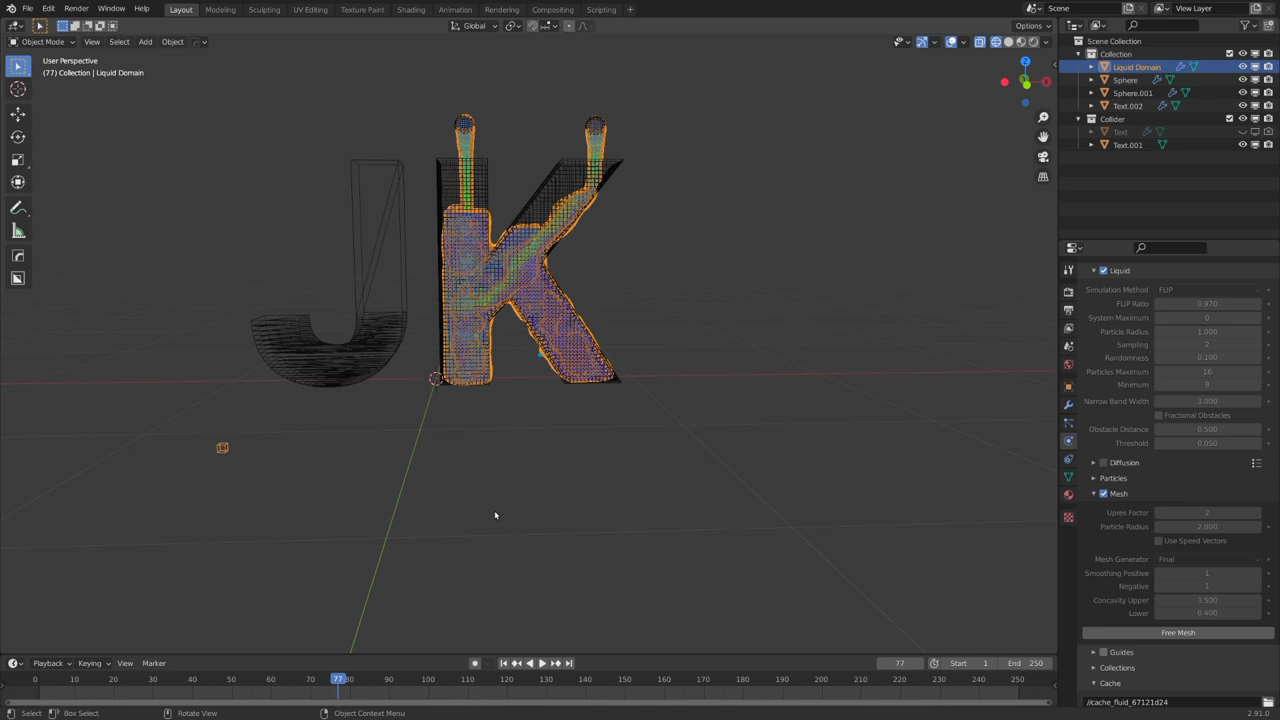 File Edit Render Window Help
Layout Modeling Sculpting UV Editing Texture Paint Shading Animation Rendering Compositing Scripting +
Scene
View Layer
Global
Options
Object Mode View Select Add Object
User Perspective
(77) Collection | Liquid Domain
Z
Scene Collection
Collection
Liquid Domain
Sphere
Sphere.001
Text.002
Collider
Text
Text.001
JK
Liquid
Simulation Method FLIP
FLIP Ratio 0.970
System Maximum 0
Particle Radius 1.000
Sampling 2
Randomness 0.100
Particles Maximum 16
Minimum 8
Narrow Band Width 3.000
Fractional Obstacles
Obstacle Distance 0.500
Threshold 0.050
Diffusion
Particles
Mesh
Upres Factor 2
Particle Radius 2.000
Use Speed Vectors
Mesh Generator Final
Smoothing Positive 1
Negative 1
Concavity Upper 3.500
Lower 0.400
Free Mesh
Guides
Collections
Cache
//cache_fluid_67121d24
Playback Keying View Marker
77 Start 1 End 250
0 10 20 30 40 50 60 70 77 80 90 100 110 120 130 140 150 160 170 180 190 200 210 220 230 240 250
Select Box Select Rotate View Object Context Menu 2.91.0